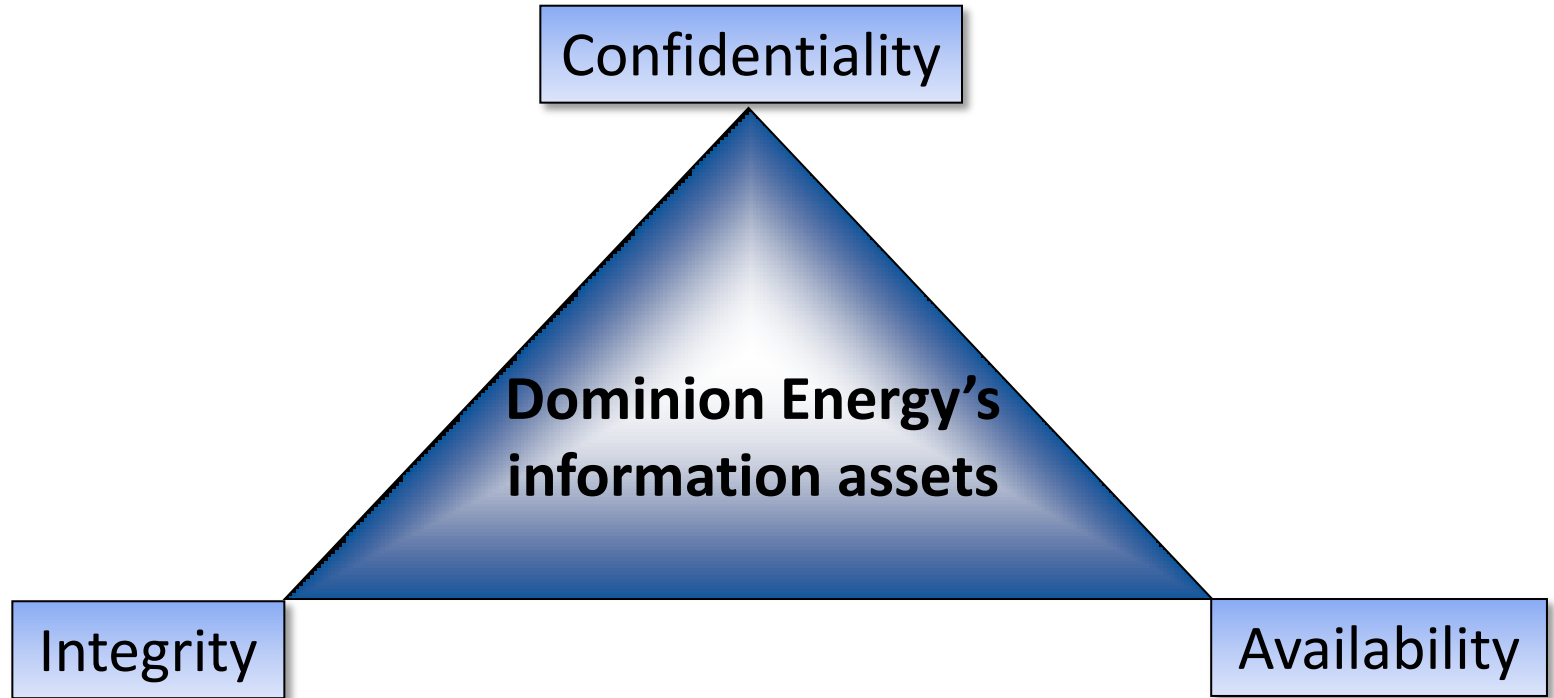 Confidentiality
Dominion Energy’s
information assets
Integrity
Availability